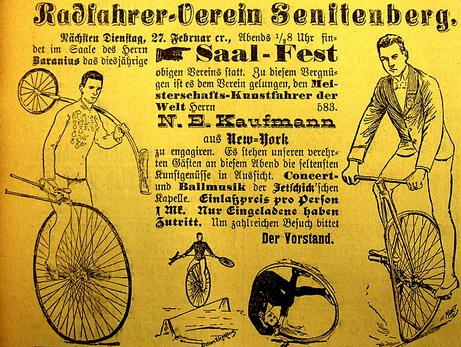 Radfahrer-Verein Senftenberg,
Nächsten Dienstag, 27. Februar cr., Abends 1/2 8 Uhr fin-
det im Saale des Herrn
Baranius das diesjährige
Saal-Fest
obigen Vereins statt. Zu diesem Vergnü-
gen ist es dem Verein gelungen, den Mei-
sterschafts-Kunstfahrer der
Welt Herrn 583.
N. E. Kaufmann
aus New-York
zu engagiren. Es stehen unseren verehr-
ten Gästen an diesem Abend die seltensten
Kunstgenüsse in Aussicht. Concert-
und Ballmusik der Jetschick'schen
Kapelle. Einlaßpreis pro Person
1 Mk. Nur Eingeladene haben
Zutritt. Um zahlreichen Besuch bittet
Der Vorstand.